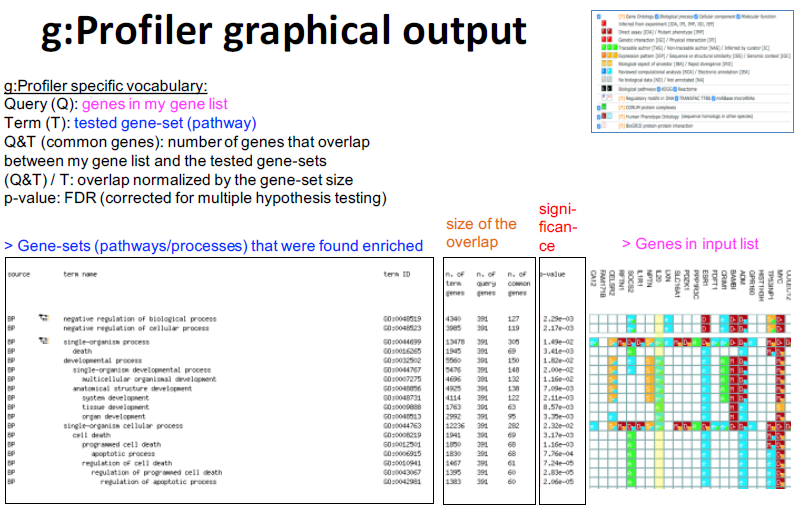 g:Profiler graphical output
[?] Gene Ontology Biological process Cellular component Molecular function
Inferred from experiment [IDA, IPI, IMP, IGI, IEP]
Direct assay [IDA] / Mutant phenotype [IMP]
Genetic interaction [IGI] / Physical interaction [IPI]
Traceable author [TAS] / Non-traceable author [NAS] / Inferred by curator [IC]
Expression pattern [IEP] / Sequence or structural similarity [ISS] / Genomic context [IGC]
Biological aspect of ancestor [IBA] / Rapid divergence [IRD]
Reviewed computational analysis [RCA] / Electronic annotation [IEA]
No biological data [ND] / Not annotated [NA]
Biological pathways KEGG Reactome
[?] Regulatory motifs in DNA TRANSFAC TFBS miRBase microRNAs
[?] CORUM protein complexes
[?] Human Phenotype Ontology (sequence homologs in other species)
[?] BioGRID protein-protein interaction
g:Profiler specific vocabulary:
Query (Q): genes in my gene list
Term (T): tested gene-set (pathway)
Q&T (common genes): number of genes that overlap
between my gene list and the tested gene-sets
(Q&T) / T: overlap normalized by the gene-set size
p-value: FDR (corrected for multiple hypothesis testing)
> Gene-sets (pathways/processes) that were found enriched
size of the
overlap
signi-
fican-
ce
> Genes in input list
source term name term ID n. of term genes n. of query genes n. of common genes p-value
CA12 FAM171B CELSR2 RFTN1 SOCS2 IL1R1 NPTN IL20 LXN SLC16A1 PDZK1 PPP1R3C ESR1 FDFT1 CRIM1 BAMBI ADM GPR160 HIST1H3H TP53INP1 MYC
BP negative regulation of biological process GO:0048519 4340 391 127 2.29e-03
BP negative regulation of cellular process GO:0048523 3985 391 119 2.17e-03
BP single-organism process GO:0044699 13478 391 305 1.49e-02
BP death GO:0016265 1945 391 69 3.41e-03
BP developmental process GO:0032502 5560 391 150 1.82e-02
BP single-organism developmental process GO:0044767 5476 391 148 2.00e-02
BP multicellular organismal development GO:0007275 4696 391 132 1.16e-02
BP anatomical structure development GO:0048856 4925 391 138 7.09e-03
BP system development GO:0048731 4114 391 122 2.11e-03
BP tissue development GO:0009888 1763 391 63 8.57e-03
BP organ development GO:0048513 2992 391 95 3.35e-03
BP single-organism cellular process GO:0044763 12236 391 282 2.32e-02
BP cell death GO:0008219 1941 391 69 3.17e-03
BP programmed cell death GO:0012501 1850 391 68 1.16e-03
BP apoptotic process GO:0006915 1830 391 68 7.76e-04
BP regulation of cell death GO:0010941 1467 391 61 7.24e-05
BP regulation of programmed cell death GO:0043067 1395 391 60 2.83e-05
BP regulation of apoptotic process GO:0042981 1383 391 60 2.06e-05